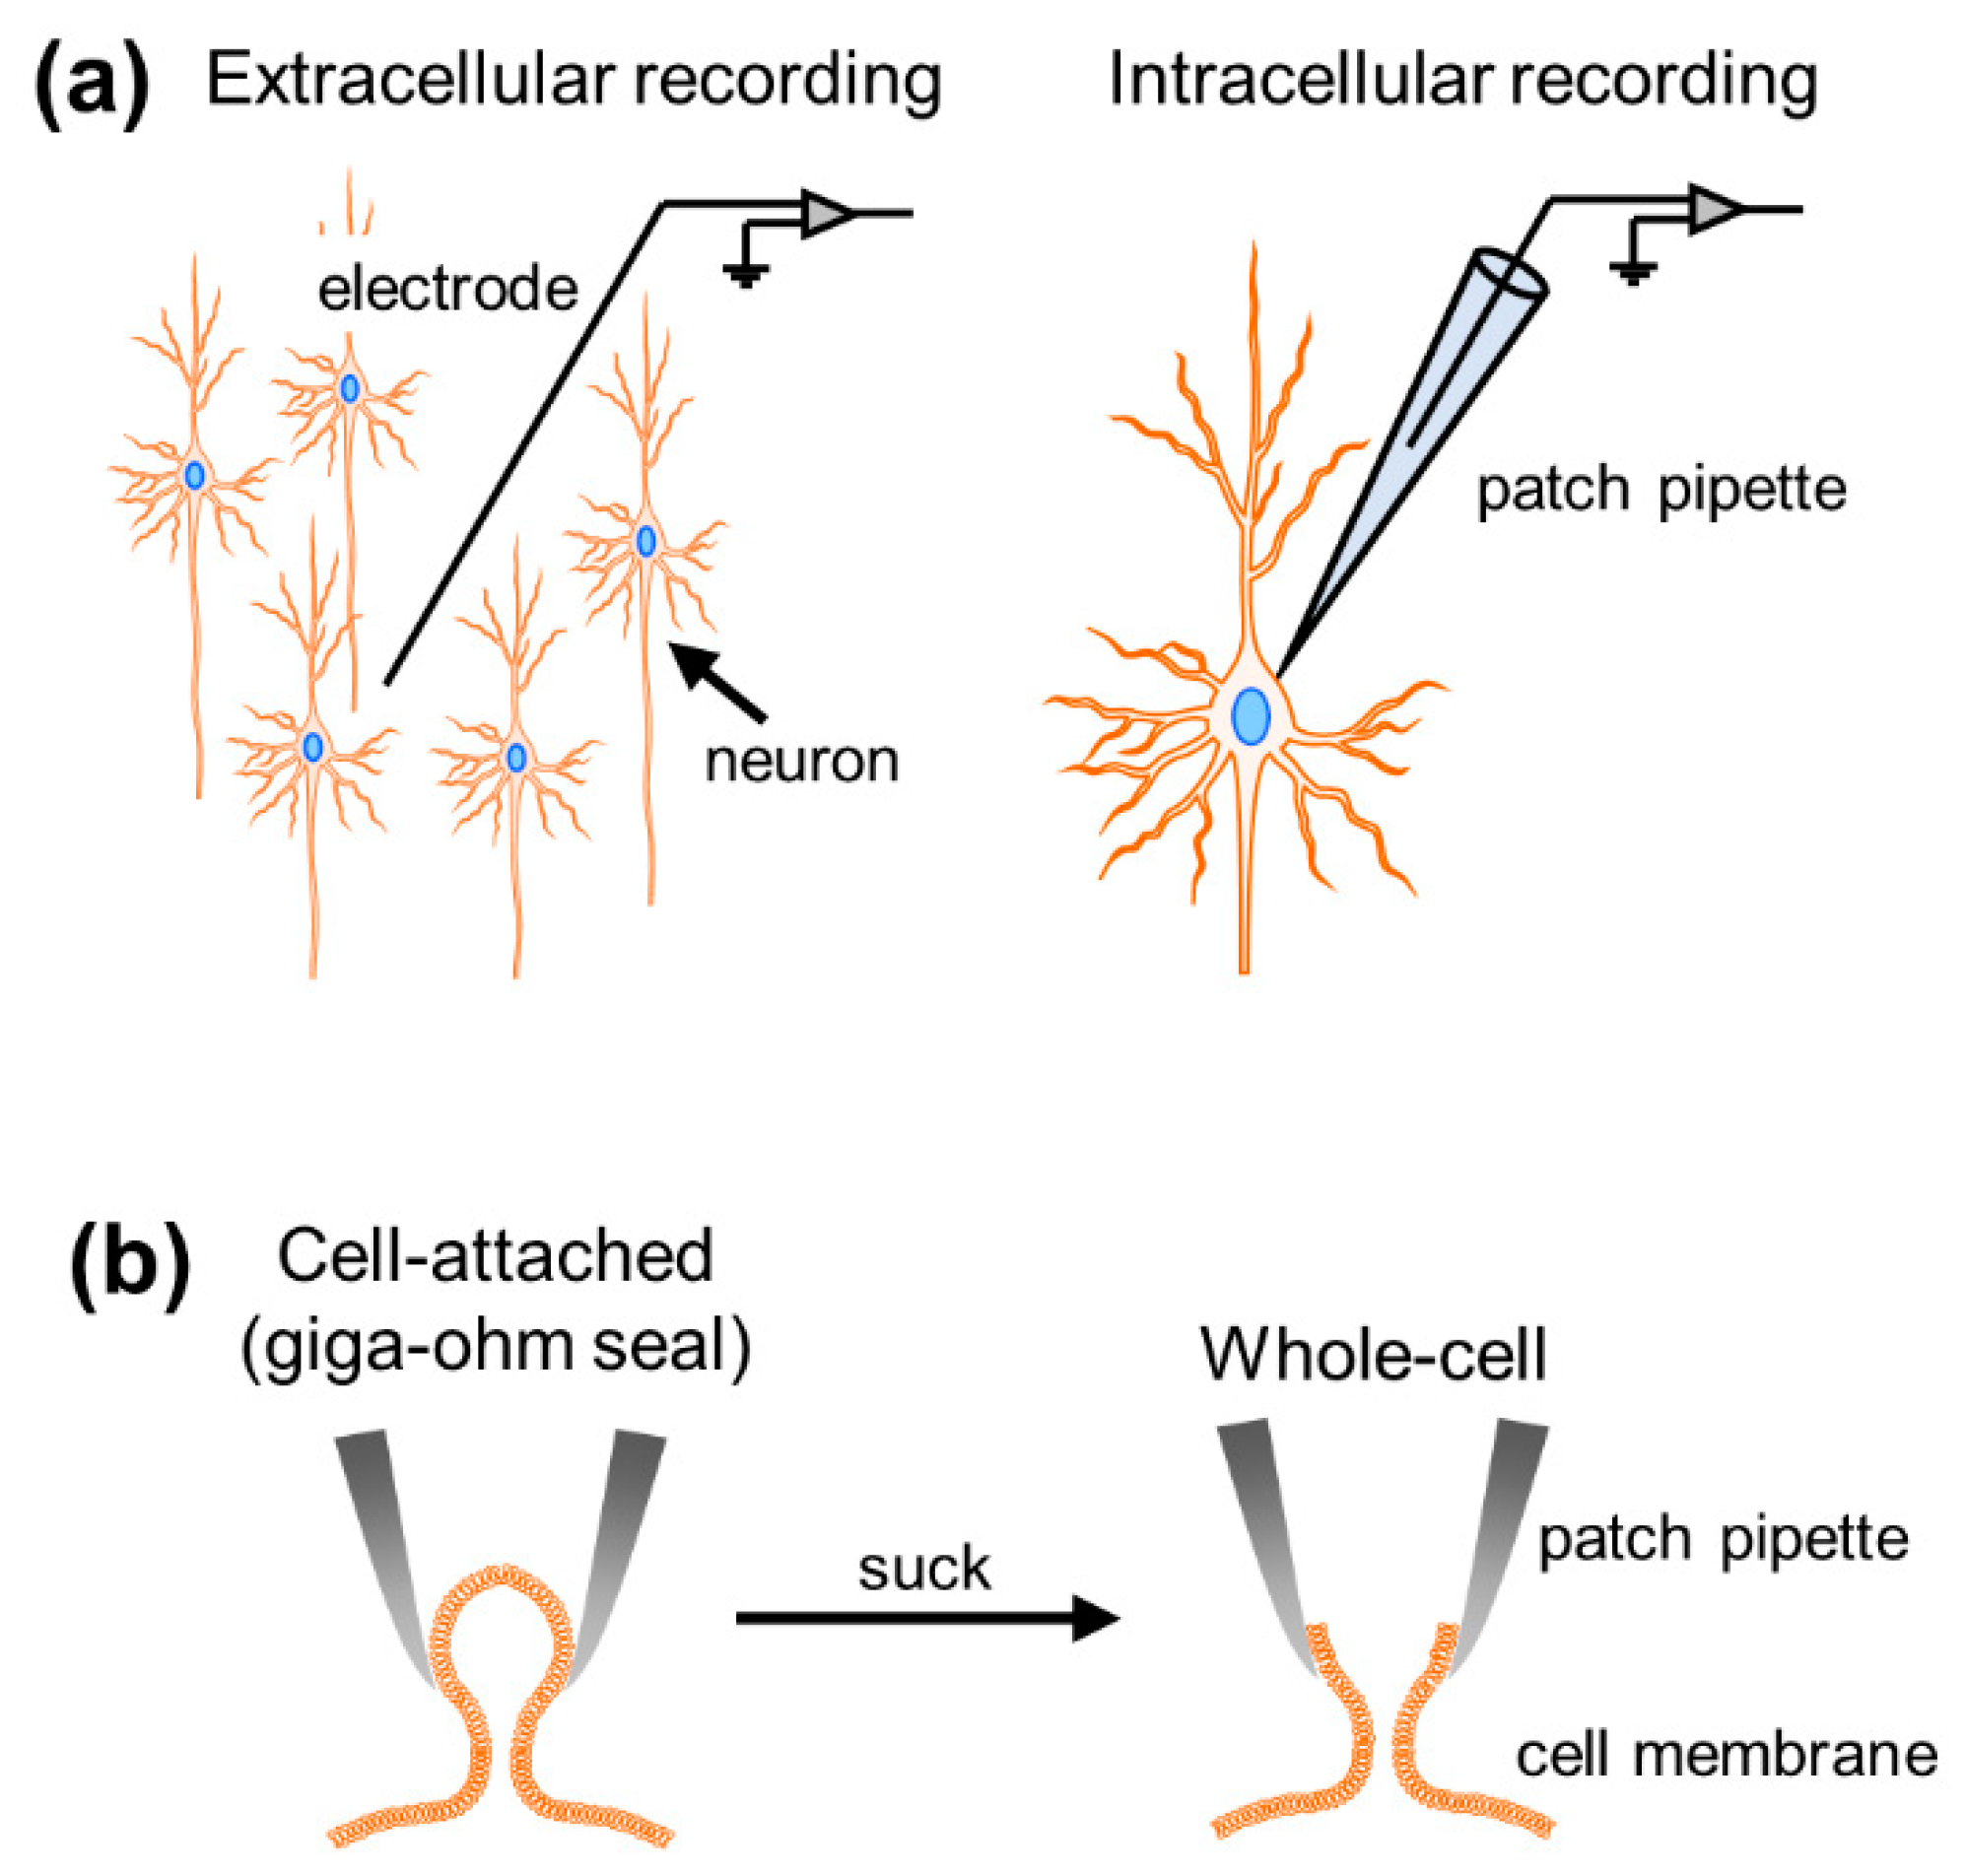 (a) Extracellular recording
Intracellular recording
electrode
patch pipette
neuron
(b) Cell-attached
(giga-ohm seal)
Whole-cell
suck
patch pipette
cell membrane